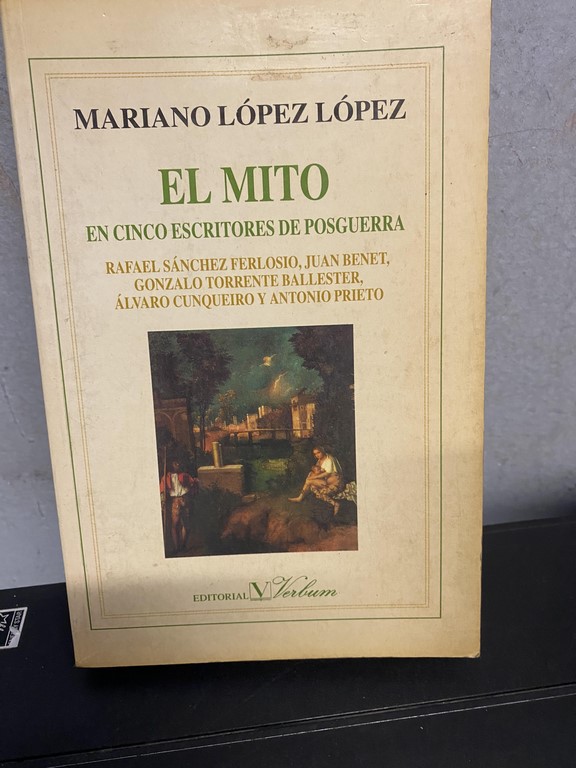 MARIANO LÓPEZ LÓPEZ
EL MITO
EN CINCO ESCRITORES DE POSGUERRA
RAFAEL SÁNCHEZ FERLOSIO, JUAN BENET,
GONZALO TORRENTE BALLESTER,
ÁLVARO CUNQUEIRO Y ANTONIO PRIETO
EDITORIAL V Verbum